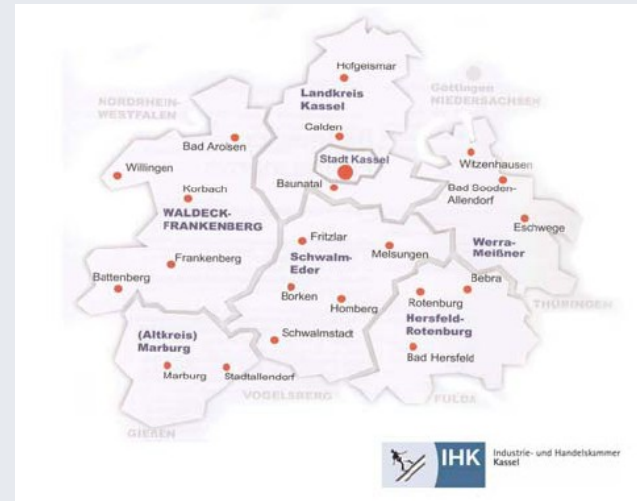 Hofgeismar
Landkreis
Kassel
Göttingen
NIEDERSACHSEN
NORDRHEIN-
WESTFALEN
Calden
Bad Arolsen
Stadt Kassel
Witzenhausen
Willingen
Baunatal
Bad Sooden-
Allendorf
Korbach
WALDECK-
FRANKENBERG
Eschwege
Fritzlar
Werra-
Meißner
Melsungen
Frankenberg
Schwalm-
Eder
Battenberg
Bebra
Borken
Homberg
Rotenburg
THÜRINGEN
Hersfeld-
Rotenburg
(Altkreis)
Marburg
Schwalmstadt
Bad Hersfeld
Marburg
Stadtallendorf
VOGELSBERG
FULDA
GIEßEN
IHK
Industrie- und Handelskammer
Kassel